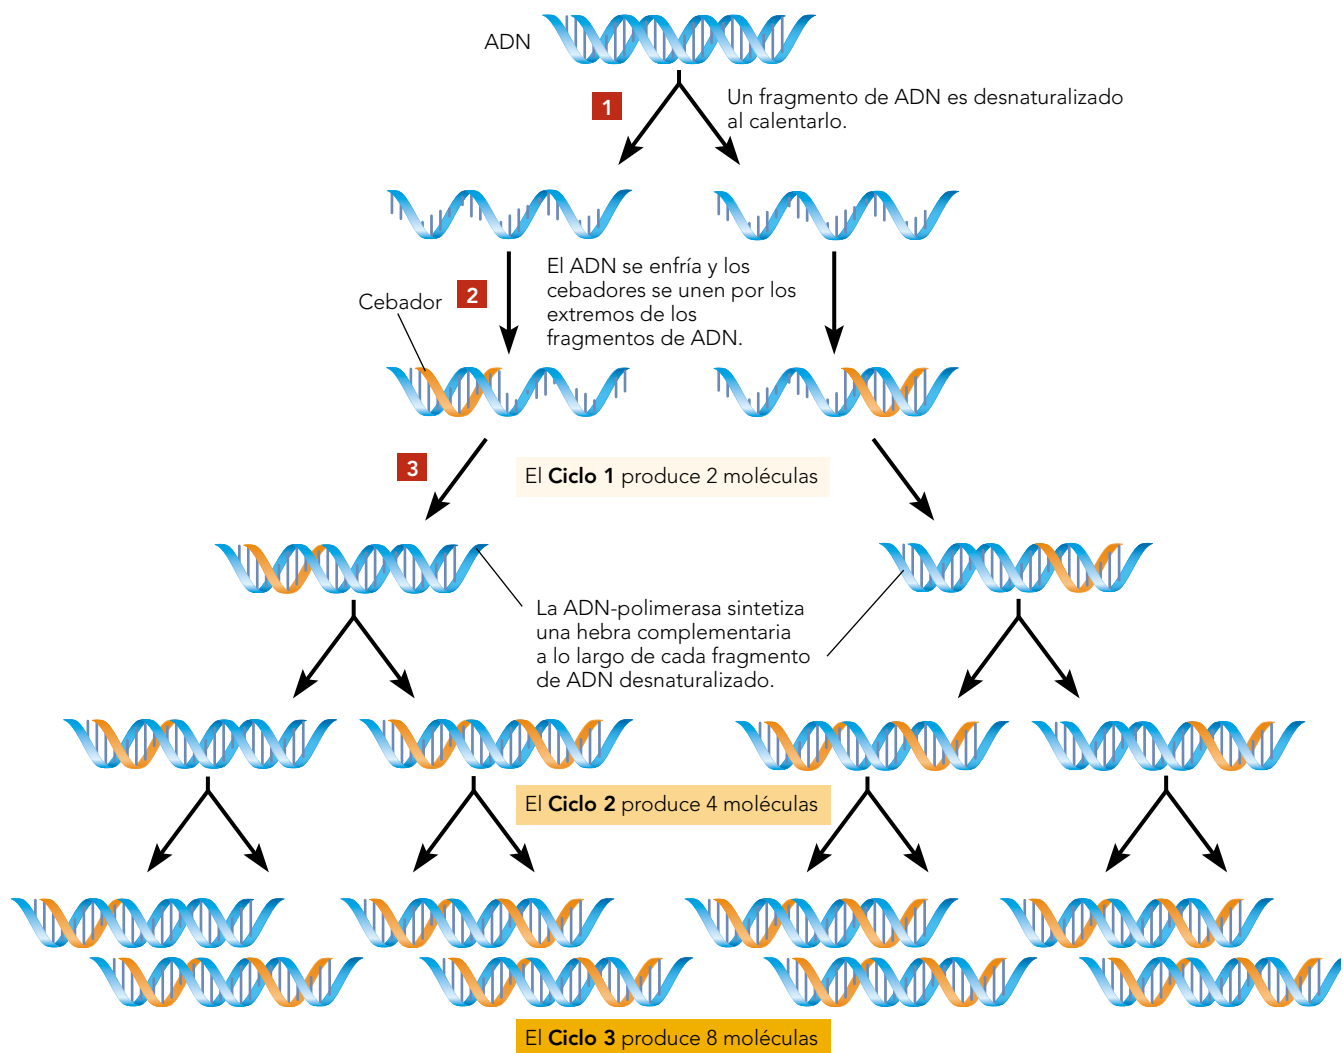 ADN
1
Un fragmento de ADN es desnaturalizado
al calentarlo.
Cebador
2
El ADN se enfría y los
cebadores se unen por los
extremos de los
fragmentos de ADN.
3
El Ciclo 1 produce 2 moléculas
La ADN-polimerasa sintetiza
una hebra complementaria
a lo largo de cada fragmento
de ADN desnaturalizado.
El Ciclo 2 produce 4 moléculas
El Ciclo 3 produce 8 moléculas